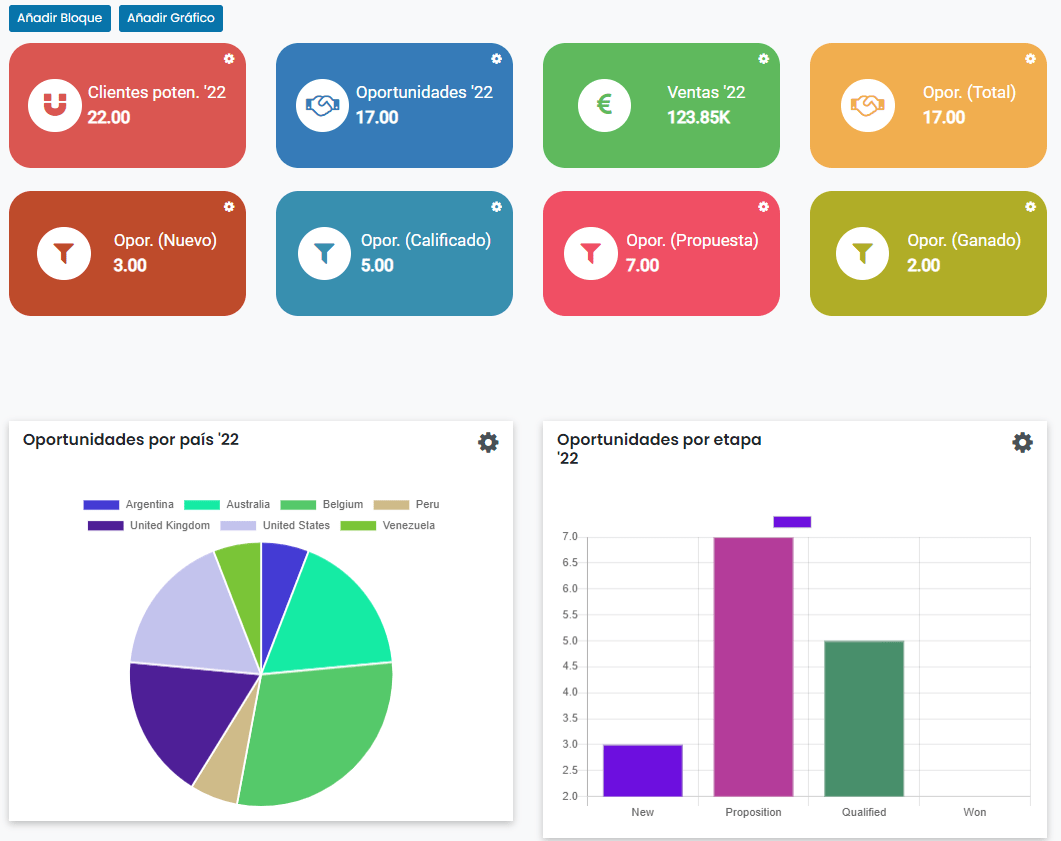 Añadir Bloque
Añadir Gráfico
Clientes poten. '22
22.00
Oportunidades '22
17.00
Ventas '22
123.85K
Opor. (Total)
17.00
Opor. (Nuevo)
3.00
Opor. (Calificado)
5.00
Opor. (Propuesta)
7.00
Opor. (Ganado)
2.00
Oportunidades por país '22
Argentina Australia Belgium Peru
United Kingdom United States Venezuela
Oportunidades por etapa
'22
7.0
6.5
6.0
5.5
5.0
4.5
4.0
3.5
3.0
2.5
2.0
New Proposition Qualified Won